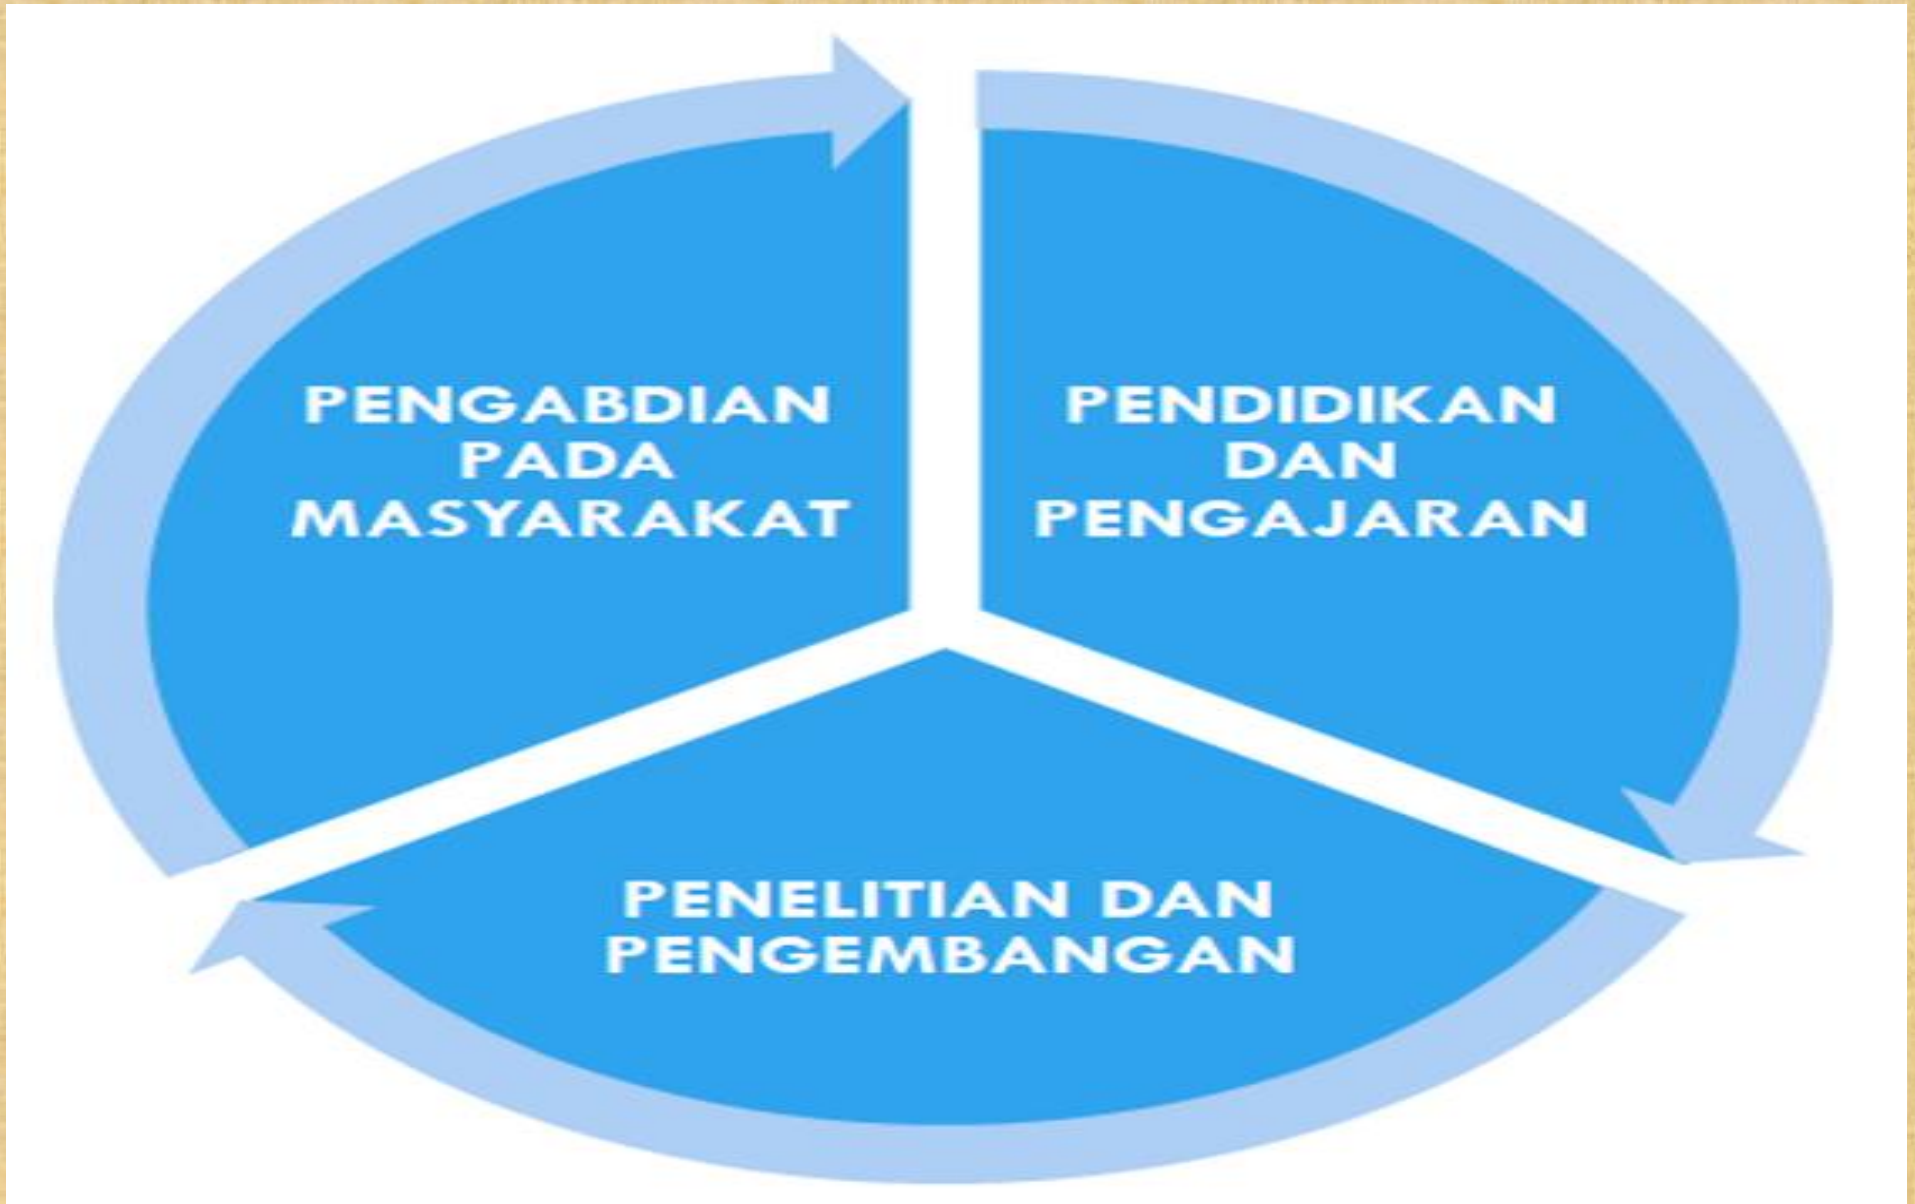 PENGABDIAN
PADA
MASYARAKAT
PENDIDIKAN
DAN
PENGAJARAN
PENELITIAN DAN
PENGEMBANGAN